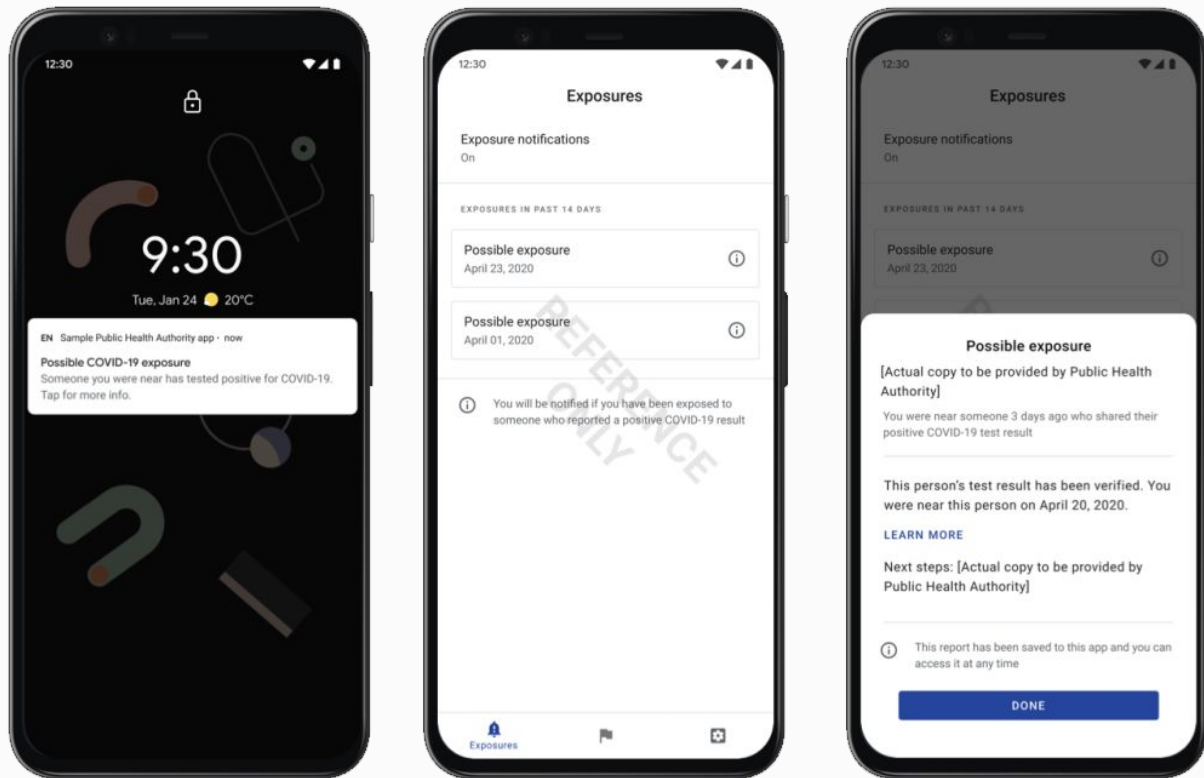 12:30
9:30
Tue, Jan 24 20°C
EN Sample Public Health Authority app · now
Possible COVID-19 exposure
Someone you were near has tested positive for COVID-19.
Tap for more info.
12:30
Exposures
Exposure notifications
On
EXPOSURES IN PAST 14 DAYS
Possible exposure
April 23, 2020
Possible exposure
April 01, 2020
You will be notified if you have been exposed to
someone who reported a positive COVID-19 result
REFERENCE
ONLY
Exposures
12:30
Exposures
Exposure notifications
On
EXPOSURES IN PAST 14 DAYS
Possible exposure
April 23, 2020
Possible exposure
[Actual copy to be provided by Public Health
Authority]
You were near someone 3 days ago who shared their
positive COVID-19 test result
This person's test result has been verified. You
were near this person on April 20, 2020.
LEARN MORE
Next steps: [Actual copy to be provided by
Public Health Authority]
This report has been saved to this app and you can
access it at any time
DONE